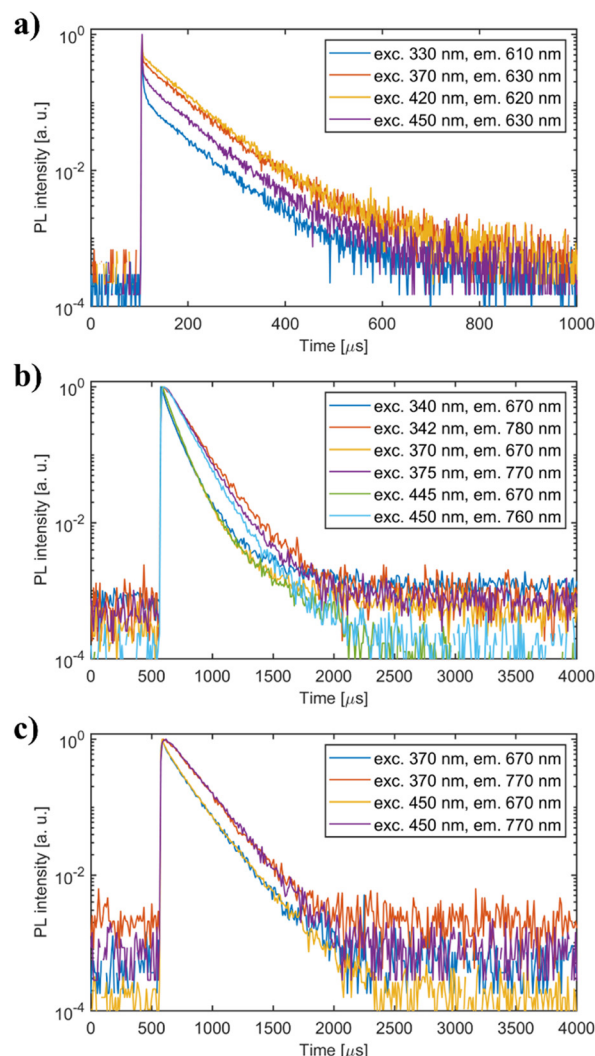 a)
10^0
10^-2
10^-4
PL intensity [a. u.]
exc. 330 nm, em. 610 nm
exc. 370 nm, em. 630 nm
exc. 420 nm, em. 620 nm
exc. 450 nm, em. 630 nm
0 200 400 600 800 1000
Time [μs]
b)
10^0
10^-2
10^-4
PL intensity [a. u.]
exc. 340 nm, em. 670 nm
exc. 342 nm, em. 780 nm
exc. 370 nm, em. 670 nm
exc. 375 nm, em. 770 nm
exc. 445 nm, em. 670 nm
exc. 450 nm, em. 760 nm
0 500 1000 1500 2000 2500 3000 3500 4000
Time [μs]
c)
10^0
10^-2
10^-4
PL intensity [a. u.]
exc. 370 nm, em. 670 nm
exc. 370 nm, em. 770 nm
exc. 450 nm, em. 670 nm
exc. 450 nm, em. 770 nm
0 500 1000 1500 2000 2500 3000 3500 4000
Time [μs]